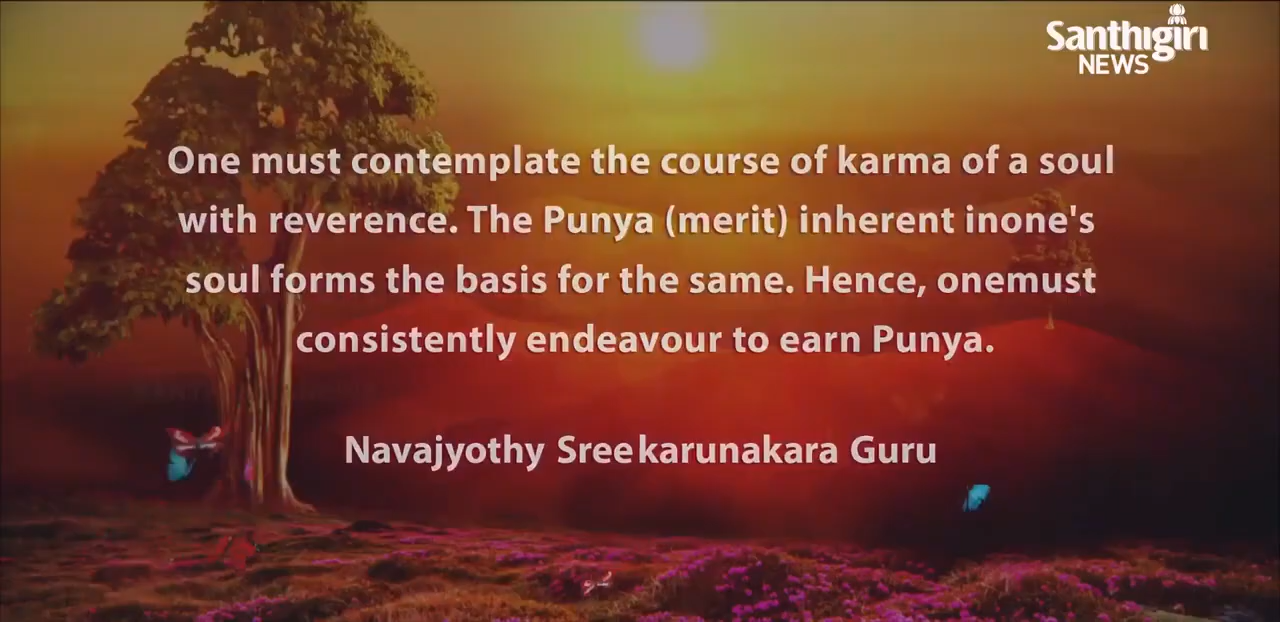 Santhigiri
NEWS
One must contemplate the course of karma of a soul
with reverence. The Punya (merit) inherent inone's
soul forms the basis for the same. Hence, onemust
consistently endeavour to earn Punya.
Navajyothy Sreekarunakara Guru